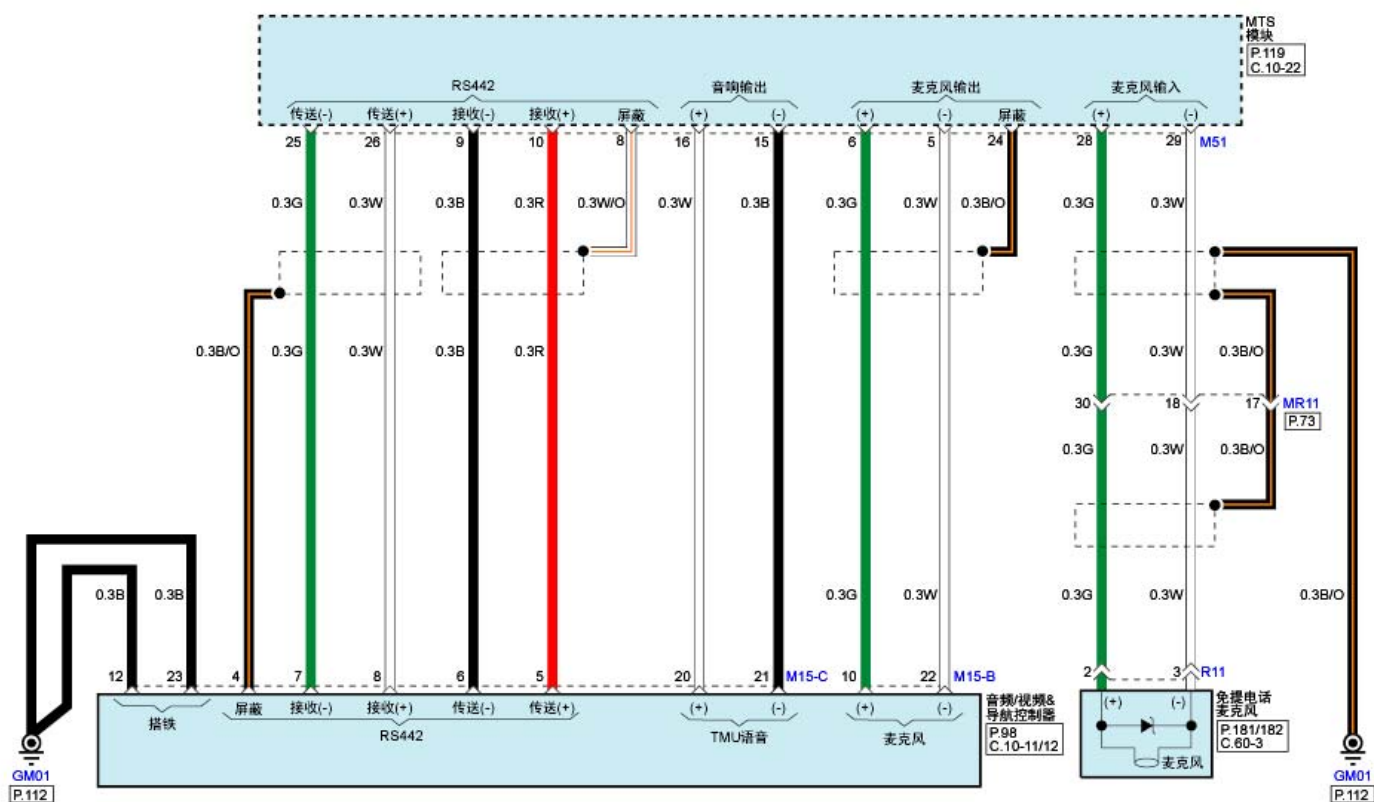 MTS
模块
P.119
C.10-22
RS442 音响输出 麦克风输出 麦克风输入
传送(-) 传送(+) 接收(-) 接收(+) 屏蔽 (+) (-) (+) (-) 屏蔽 (+) (-)
25 26 9 10 8 16 15 6 5 24 28 29 M51
0.3G 0.3W 0.3B 0.3R 0.3W/O 0.3W 0.3B 0.3G 0.3W 0.3B/O 0.3G 0.3W
0.3B/O 0.3G 0.3W 0.3B 0.3R 0.3G 0.3W 0.3B/O
30 18 17 MR11
P.73
0.3G 0.3W 0.3B/O
0.3B 0.3B 0.3G 0.3W 0.3G 0.3W 0.3B/O
12 23 4 7 8 6 5 20 21 M15-C 10 22 M15-B 2 3 R11
搭铁 屏蔽 接收(-) 接收(+) 传送(-) 传送(+) (+) (-) (+) (-) (+) (-)
RS442 TMU语音 麦克风 麦克风
音频/视频&
导航控制器
P.98
C.10-11/12
免提电话
麦克风
P.181/182
C.60-3
GM01
P.112
GM01
P.112